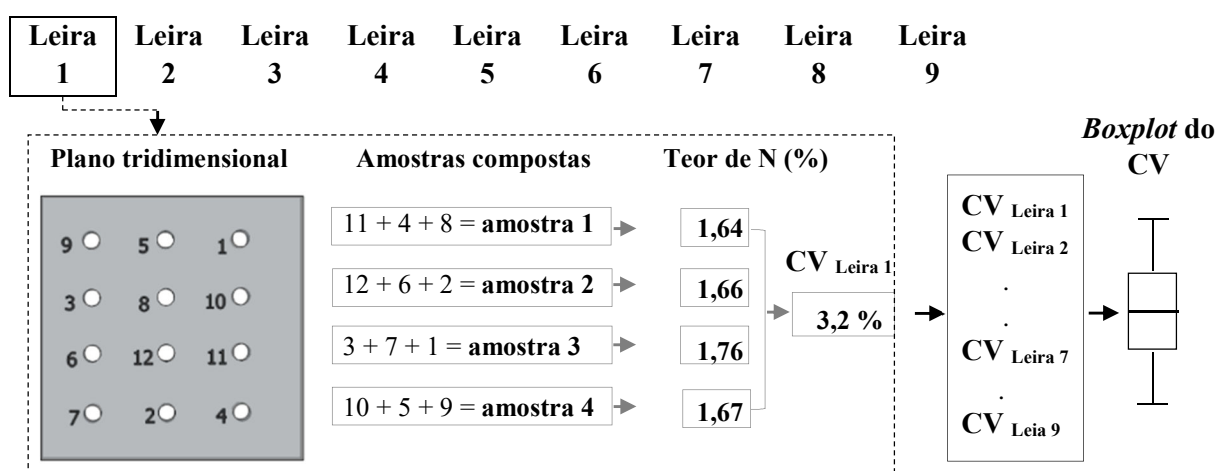 Leira 1
Leira 2
Leira 3
Leira 4
Leira 5
Leira 6
Leira 7
Leira 8
Leira 9
Plano tridimensional
9 5 1
3 8 10
6 12 11
7 2 4
Amostras compostas
11 + 4 + 8 = amostra 1
12 + 6 + 2 = amostra 2
3 + 7 + 1 = amostra 3
10 + 5 + 9 = amostra 4
Teor de N (%)
1,64
1,66
1,76
1,67
CV Leira 1
3,2 %
CV Leira 1
CV Leira 2
.
.
CV Leira 7
.
CV Leia 9
Boxplot do
CV